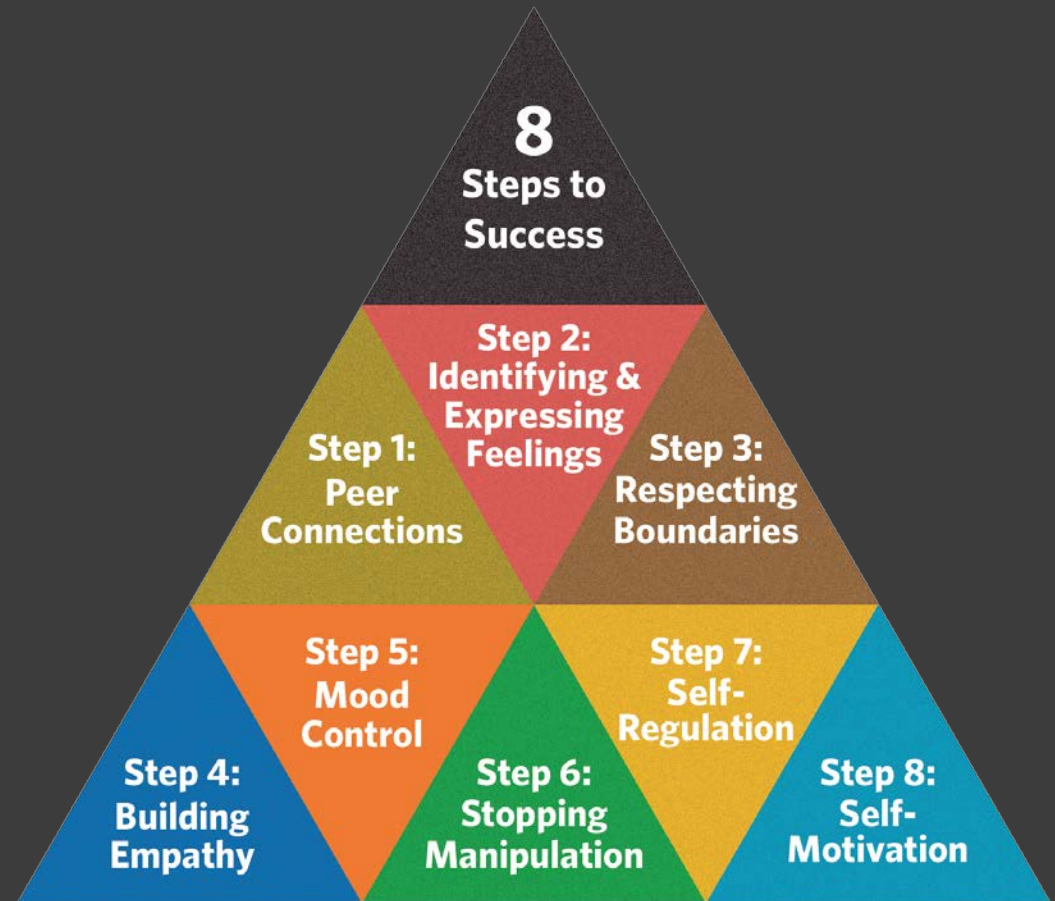 8
Steps to
Success
Step 1:
Peer
Connections
Step 2:
Identifying &
Expressing
Feelings
Step 3:
Respecting
Boundaries
Step 4:
Building
Empathy
Step 5:
Mood
Control
Step 6:
Stopping
Manipulation
Step 7:
Self-
Regulation
Step 8:
Self-
Motivation